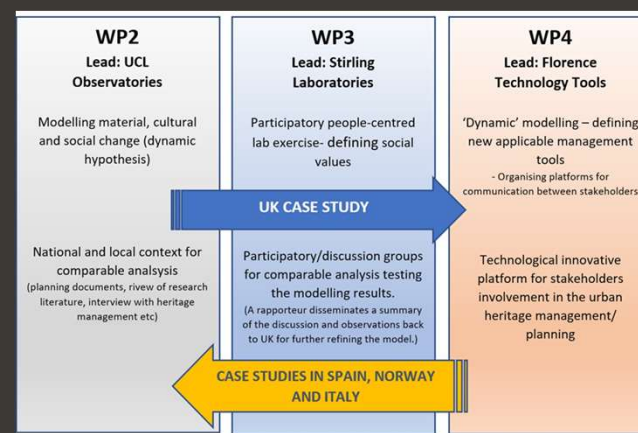 WP2
Lead: UCL
Observatories
Modelling material, cultural
and social change (dynamic
hypothesis)
National and local context for
comparable analysis
(planning documents, rivew of research
literature, interview with heritage
management etc)
WP3
Lead: Stirling
Laboratories
Participatory people-centred
lab exercise- defining social
values
Participatory/discussion groups
for comparable analysis testing
the modelling results.
(A rapporteur disseminates a
summary of the discussion and observations back
to UK for further refining the model.)
WP4
Lead: Florence
Technology Tools
‘Dynamic’ modelling – defining
new applicable management
tools
- Organising platforms for
communication between stakeholders
Technological innovative
platform for stakeholders
involvement in the urban
heritage management/
planning
UK CASE STUDY
CASE STUDIES IN SPAIN, NORWAY
AND ITALY